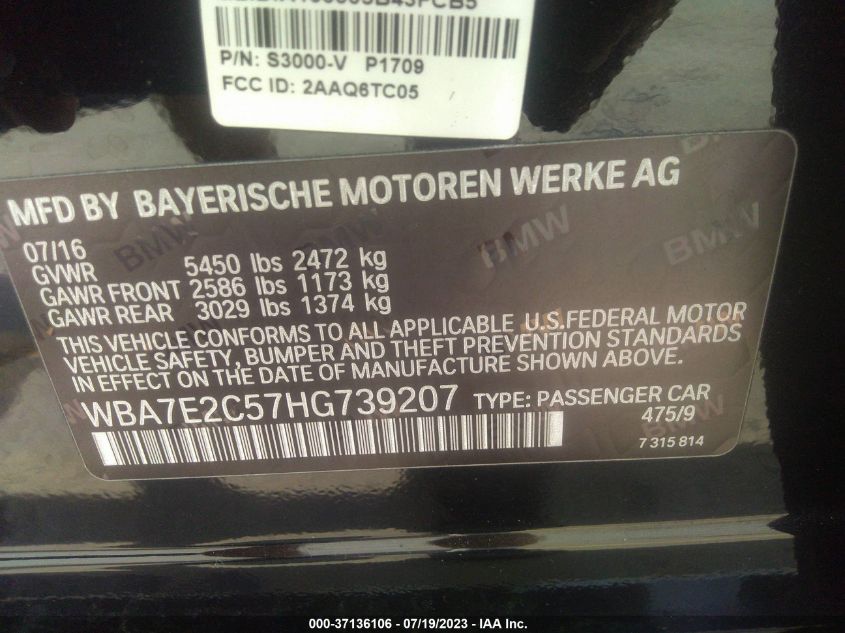 P/N: S3000-V P1709
FCC ID: 2AAQ6TC05
MFD BY BAYERISCHE MOTOREN WERKE AG
07/16
GVWR 5450 lbs 2472 kg
GAWR FRONT 2586 lbs 1173 kg
GAWR REAR 3029 lbs 1374 kg
THIS VEHICLE CONFORMS TO ALL APPLICABLE U.S.FEDERAL MOTOR
VEHICLE SAFETY, BUMPER AND THEFT PREVENTION STANDARDS
IN EFFECT ON THE DATE OF MANUFACTURE SHOWN ABOVE.
WBA7E2C57HG739207 TYPE: PASSENGER CAR
475/9
7 315 814
000-37136106 - 07/19/2023 - IAA Inc.